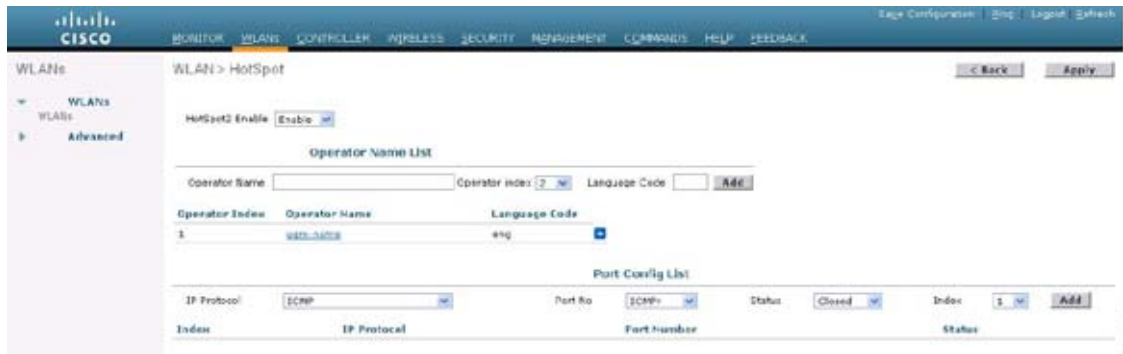 Save Configuration | Ping | Logout | Refresh
CISCO
MONITOR WLANs CONTROLLER WIRELESS SECURITY MANAGEMENT COMMANDS HELP FEEDBACK
WLANs
WLAN > HotSpot
< Back
Apply
WLANs
WLANs
Advanced
HotSpot2 Enable Enable
Operator Name List
Operator Name
Operator index 2
Language Code
Add
Operator Index Operator Name Language Code
1 eng
Port Config List
IP Protocol ICMP
Port No ICMP
Status Closed
Index 1
Add
Index IP Protocol Port Number Status